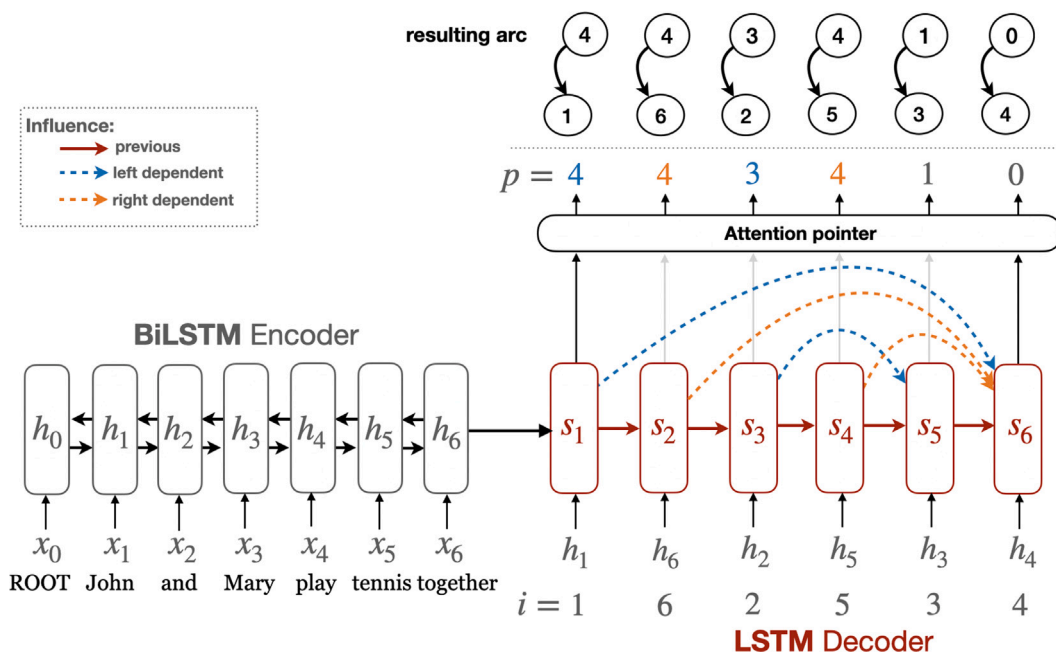 resulting arc 4 4 3 4 1 0
1 6 2 5 3 4
Influence:
previous
left dependent
right dependent
p = 4 4 3 4 1 0
Attention pointer
BiLSTM Encoder
h0 h1 h2 h3 h4 h5 h6
s1 s2 s3 s4 s5 s6
x0 x1 x2 x3 x4 x5 x6
h1 h6 h2 h5 h3 h4
ROOT John and Mary play tennis together
i = 1 6 2 5 3 4
LSTM Decoder